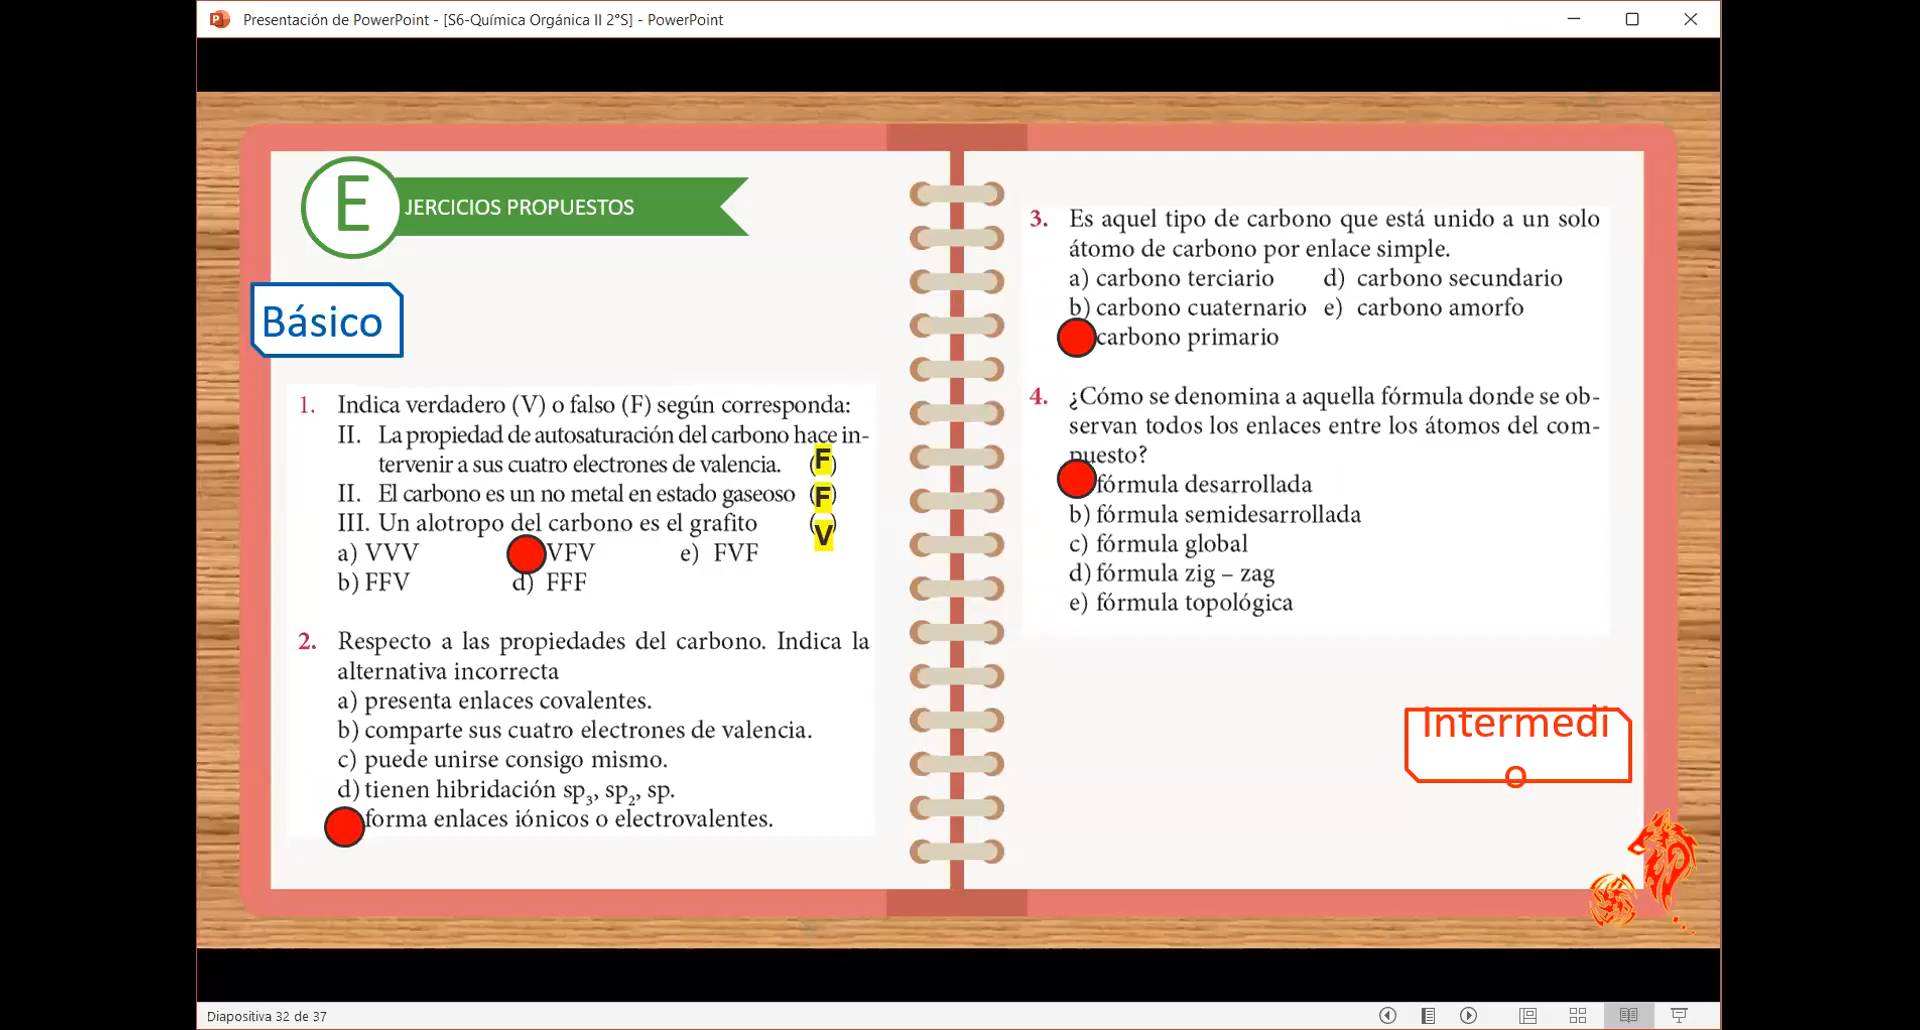 Presentación de PowerPoint - [S6-Química Orgánica II 2°S] - PowerPoint
E
JERCICIOS PROPUESTOS
Básico
1. Indica verdadero (V) o falso (F) según corresponda:
II. La propiedad de autosaturación del carbono hace in-
tervenir a sus cuatro electrones de valencia. (F)
II. El carbono es un no metal en estado gaseoso (F)
III. Un alotropo del carbono es el grafito (V)
a) VVV VFV e) FVF
b) FFV d) FFF
2. Respecto a las propiedades del carbono. Indica la
alternativa incorrecta
a) presenta enlaces covalentes.
b) comparte sus cuatro electrones de valencia.
c) puede unirse consigo mismo.
d) tienen hibridación sp3, sp2, sp.
forma enlaces iónicos o electrovalentes.
3. Es aquel tipo de carbono que está unido a un solo
átomo de carbono por enlace simple.
a) carbono terciario d) carbono secundario
b) carbono cuaternario e) carbono amorfo
carbono primario
4. ¿Cómo se denomina a aquella fórmula donde se ob-
servan todos los enlaces entre los átomos del com-
puesto?
fórmula desarrollada
b) fórmula semidesarrollada
c) fórmula global
d) fórmula zig – zag
e) fórmula topológica
Intermedi
o
Diapositiva 32 de 37